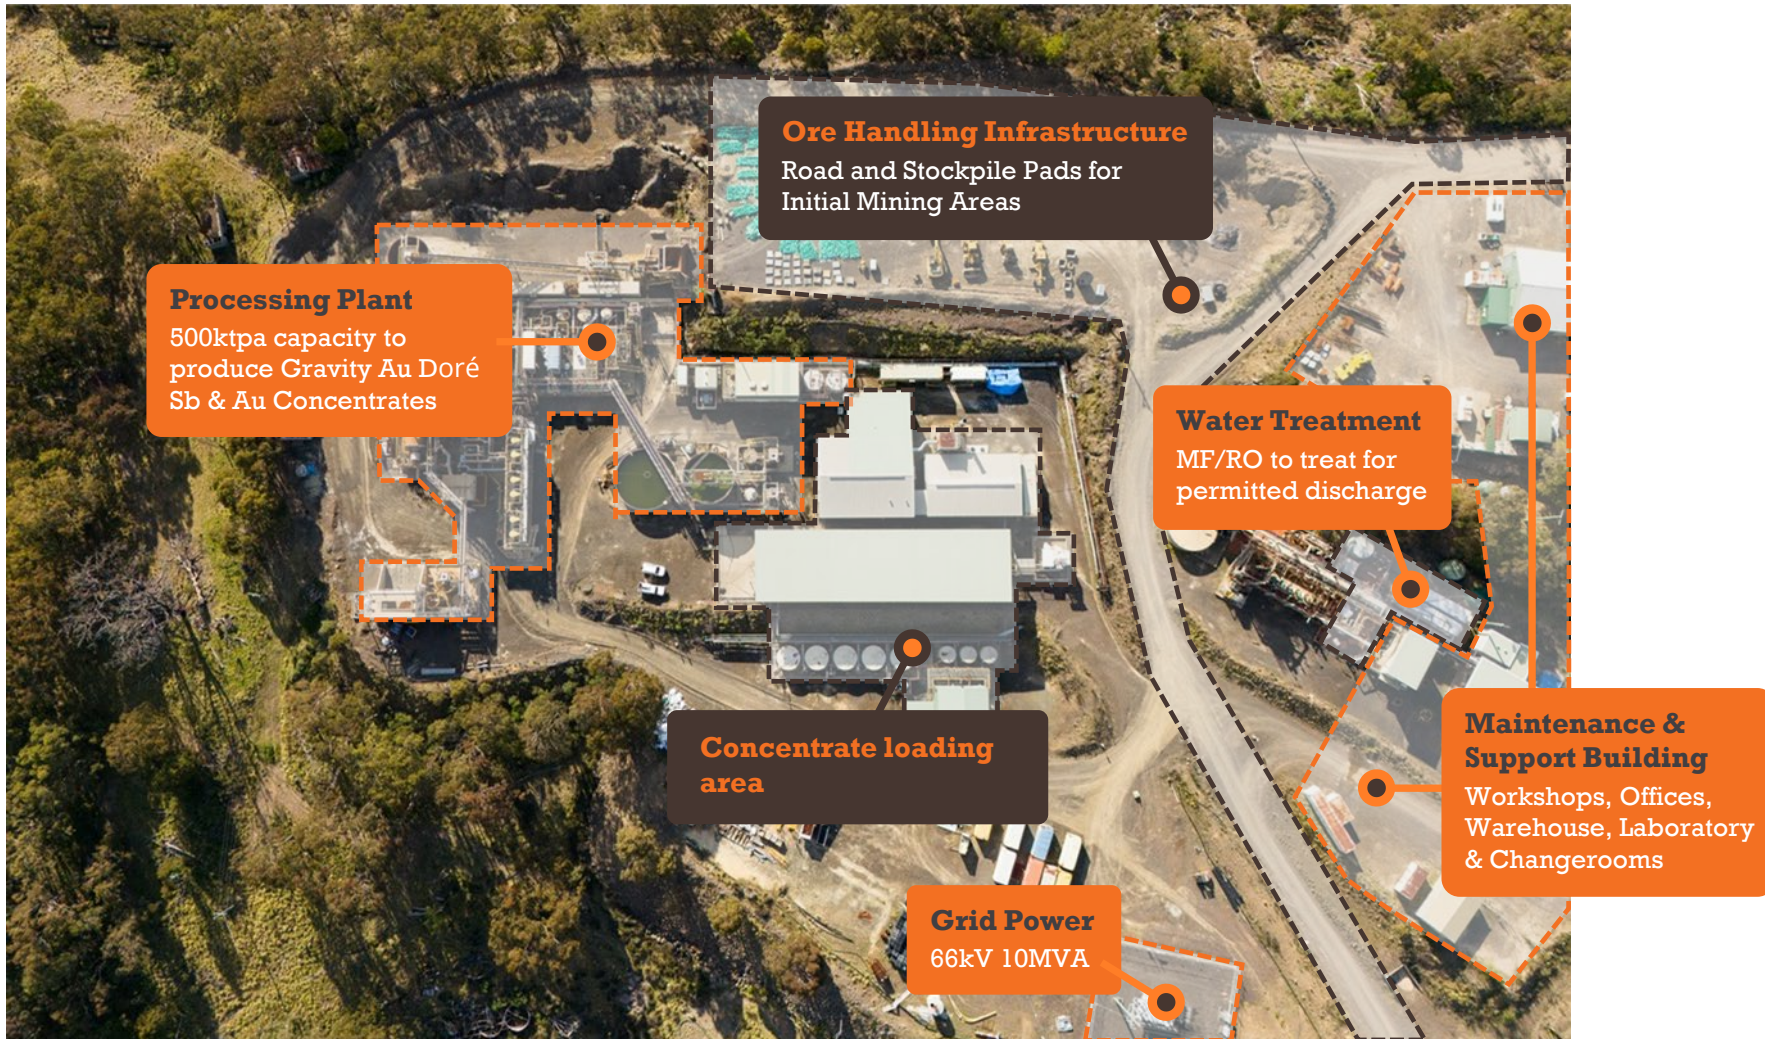 Ore Handling Infrastructure
Road and Stockpile Pads for
Initial Mining Areas
Processing Plant
500ktpa capacity to
produce Gravity Au Doré
Sb & Au Concentrates
Water Treatment
MF/RO to treat for
permitted discharge
Concentrate loading
area
Maintenance &
Support Building
Workshops, Offices,
Warehouse, Laboratory
& Changerooms
Grid Power
66kV 10MVA